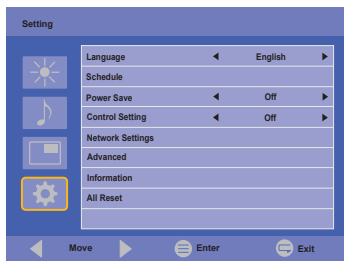 Setting
Language English
Schedule
Power Save Off
Control Setting Off
Network Settings
Advanced
Information
All Reset
Move Enter Exit